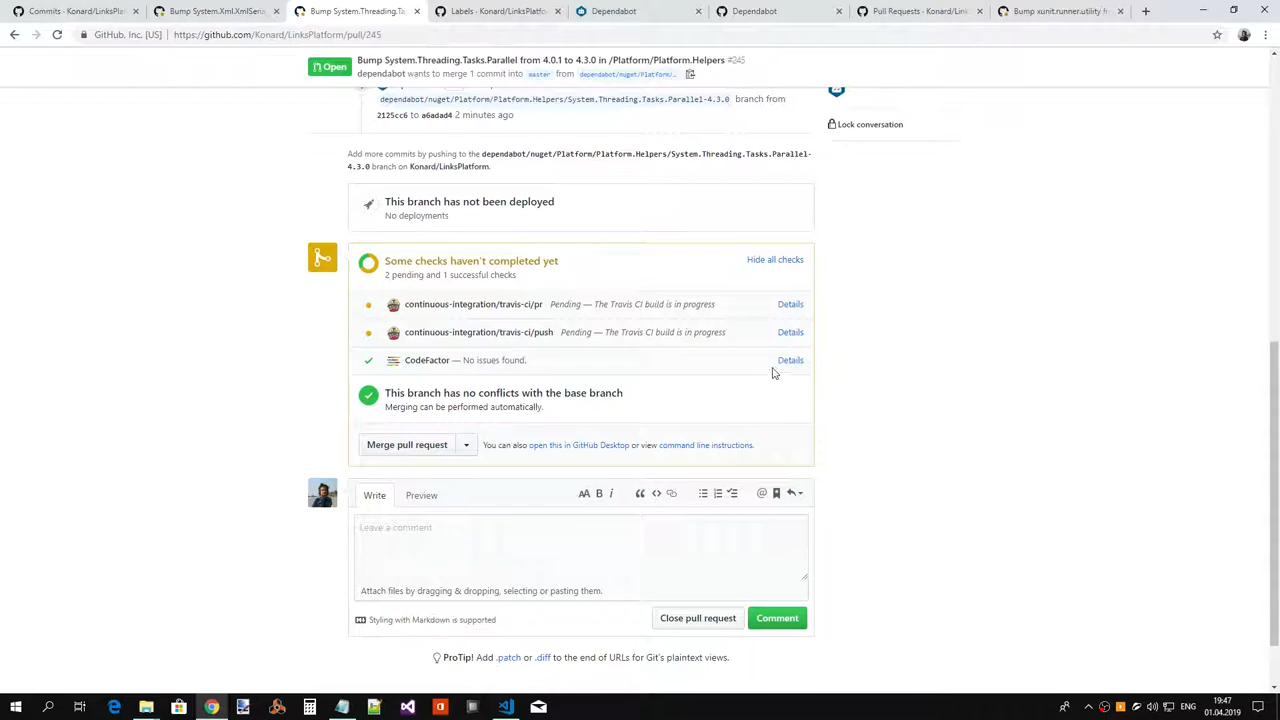 Commits · Konard/LinksPlatform
Bump System.Xml.XmlSeria
Bump System.Threading.Ta
Labels · Konard/LinksPlatform
Dependabot
Dependabot
Pull Requests · Konard/Link
Bump xunit.runner.utility fr
GitHub, Inc. [US]
https://github.com/Konard/LinksPlatform/pull/245
Open
Bump System.Threading.Tasks.Parallel from 4.0.1 to 4.3.0 in /Platform/Platform.Helpers #245
dependabot wants to merge 1 commit into master from dependabot/nuget/Platform/…
dependabot/nuget/Platform/Platform.Helpers/System.Threading.Tasks.Parallel-4.3.0 branch from
2125cc6 to a6adad4 2 minutes ago
Lock conversation
Add more commits by pushing to the dependabot/nuget/Platform/Platform.Helpers/System.Threading.Tasks.Parallel-
4.3.0 branch on Konard/LinksPlatform.
This branch has not been deployed
No deployments
Some checks haven't completed yet
Hide all checks
2 pending and 1 successful checks
continuous-integration/travis-ci/pr Pending — The Travis CI build is in progress Details
continuous-integration/travis-ci/push Pending — The Travis CI build is in progress Details
CodeFactor — No issues found. Details
This branch has no conflicts with the base branch
Merging can be performed automatically.
Merge pull request
You can also open this in GitHub Desktop or view command line instructions.
Write
Preview
AA B i
Leave a comment
Attach files by dragging & dropping, selecting or pasting them.
Styling with Markdown is supported
Close pull request
Comment
ProTip! Add .patch or .diff to the end of URLs for Git's plaintext views.
ENG
19:47
01.04.2019